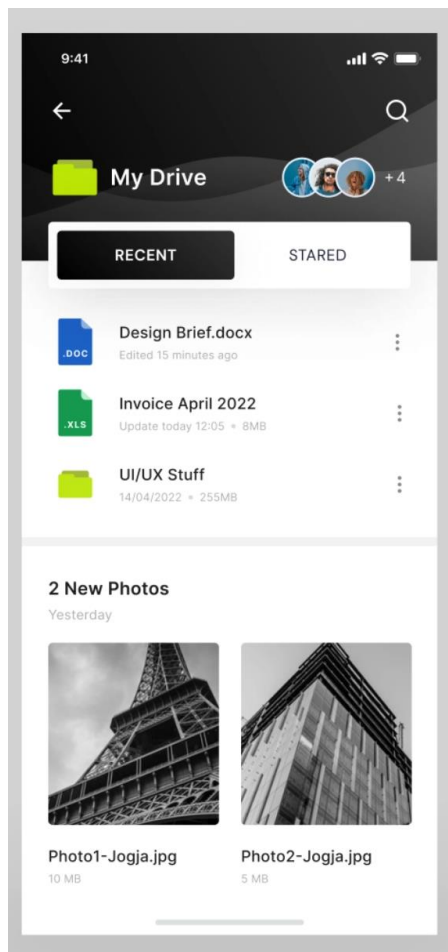 9:41
My Drive
+4
RECENT
STARED
Design Brief.docx
.DOC
Edited 15 minutes ago
Invoice April 2022
.XLS
Update today 12:05 • 8MB
UI/UX Stuff
14/04/2022 • 255MB
2 New Photos
Yesterday
Photo1-Jogja.jpg
Photo2-Jogja.jpg
10 MB
5 MB